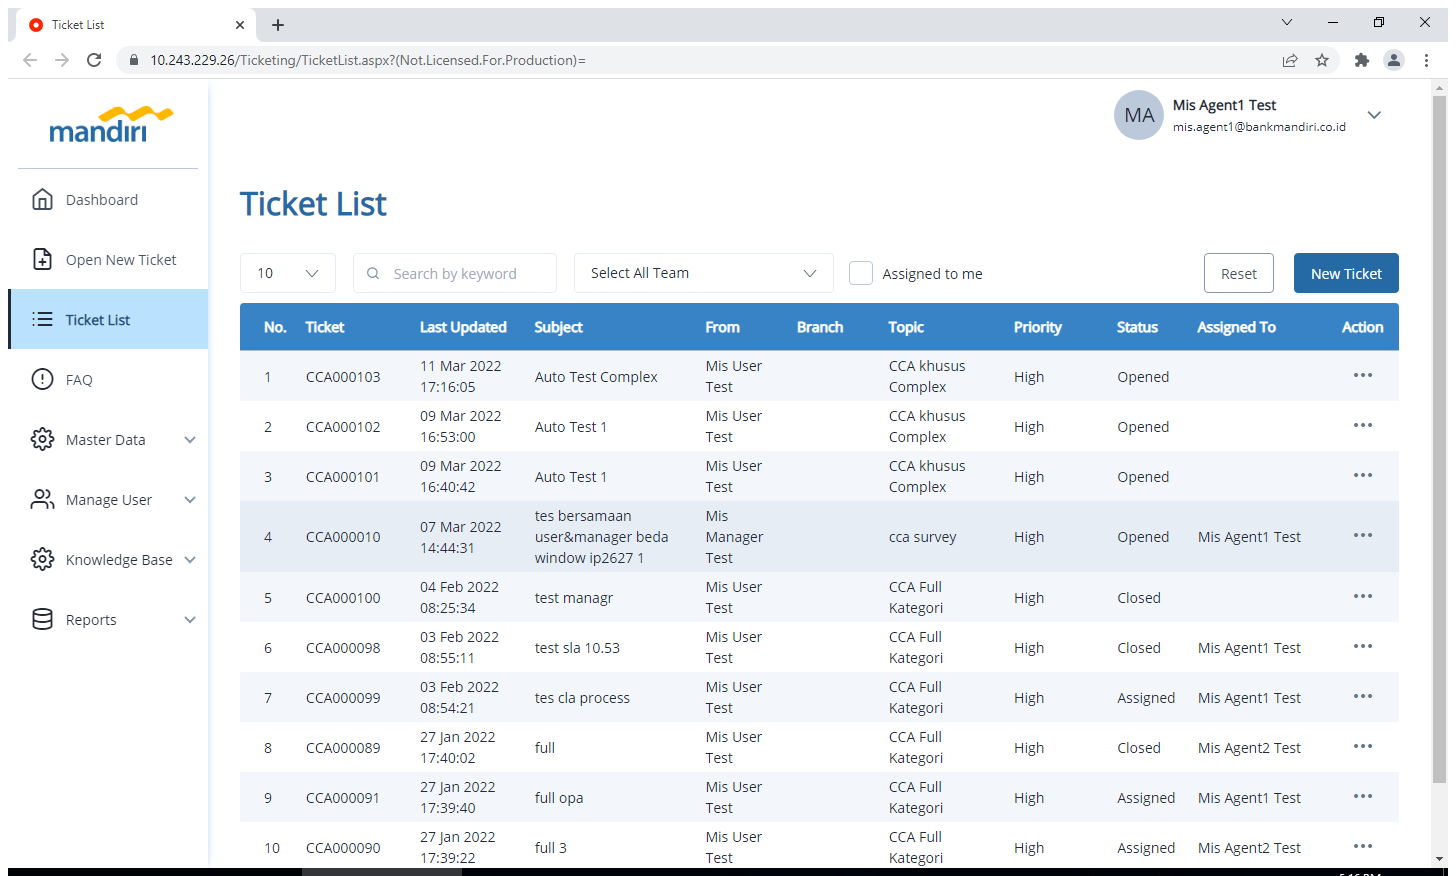 Ticket List
10.243.229.26/Ticketing/TicketList.aspx?(Not.Licensed.For.Production)=
mandiri
MA
Mis Agent1 Test
mis.agent1@bankmandiri.co.id
Dashboard
Open New Ticket
Ticket List
FAQ
Master Data
Manage User
Knowledge Base
Reports
Ticket List
10 Search by keyword Select All Team Assigned to me Reset New Ticket
No. Ticket Last Updated Subject From Branch Topic Priority Status Assigned To Action
1 CCA000103 11 Mar 2022 17:16:05 Auto Test Complex Mis User Test CCA khusus Complex High Opened
2 CCA000102 09 Mar 2022 16:53:00 Auto Test 1 Mis User Test CCA khusus Complex High Opened
3 CCA000101 09 Mar 2022 16:40:42 Auto Test 1 Mis User Test CCA khusus Complex High Opened
4 CCA000010 07 Mar 2022 14:44:31 tes bersamaan user&manager beda window ip2627 1 Mis Manager Test cca survey High Opened Mis Agent1 Test
5 CCA000100 04 Feb 2022 08:25:34 test managr Mis User Test CCA Full Kategori High Closed
6 CCA000098 03 Feb 2022 08:55:11 test sla 10.53 Mis User Test CCA Full Kategori High Closed Mis Agent1 Test
7 CCA000099 03 Feb 2022 08:54:21 tes cla process Mis User Test CCA Full Kategori High Assigned Mis Agent1 Test
8 CCA000089 27 Jan 2022 17:40:02 full Mis User Test CCA Full Kategori High Closed Mis Agent2 Test
9 CCA000091 27 Jan 2022 17:39:40 full opa Mis User Test CCA Full Kategori High Assigned Mis Agent1 Test
10 CCA000090 27 Jan 2022 17:39:22 full 3 Mis User Test CCA Full Kategori High Assigned Mis Agent2 Test